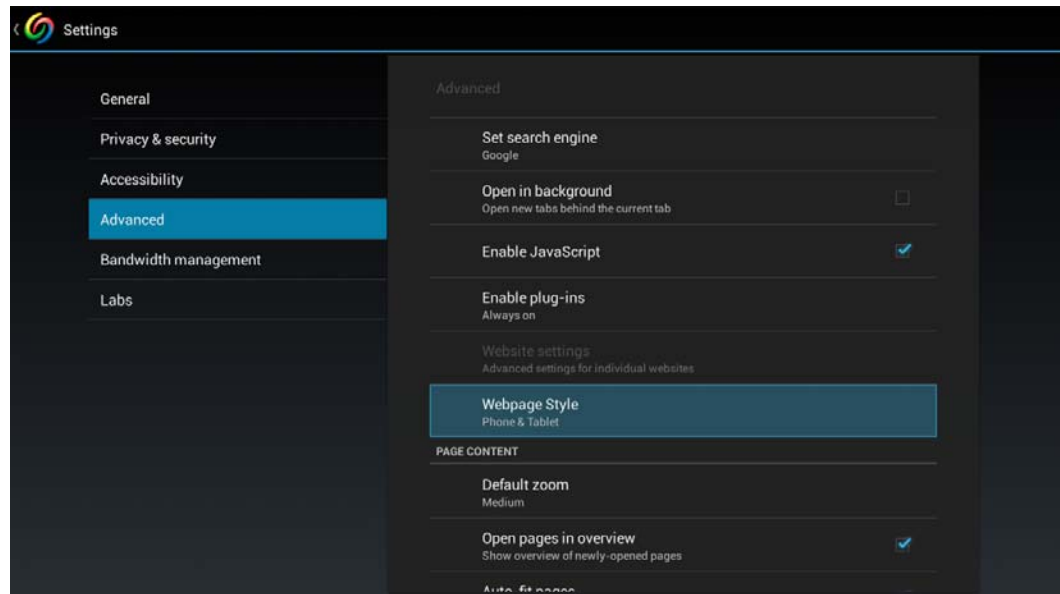 Settings
General
Privacy & security
Accessibility
Advanced
Bandwidth management
Labs
Advanced
Set search engine
Google
Open in background
Open new tabs behind the current tab
Enable JavaScript
Enable plug-ins
Always on
Website settings
Advanced settings for individual websites
Webpage Style
Phone & Tablet
PAGE CONTENT
Default zoom
Medium
Open pages in overview
Show overview of newly-opened pages
Auto-fit pages